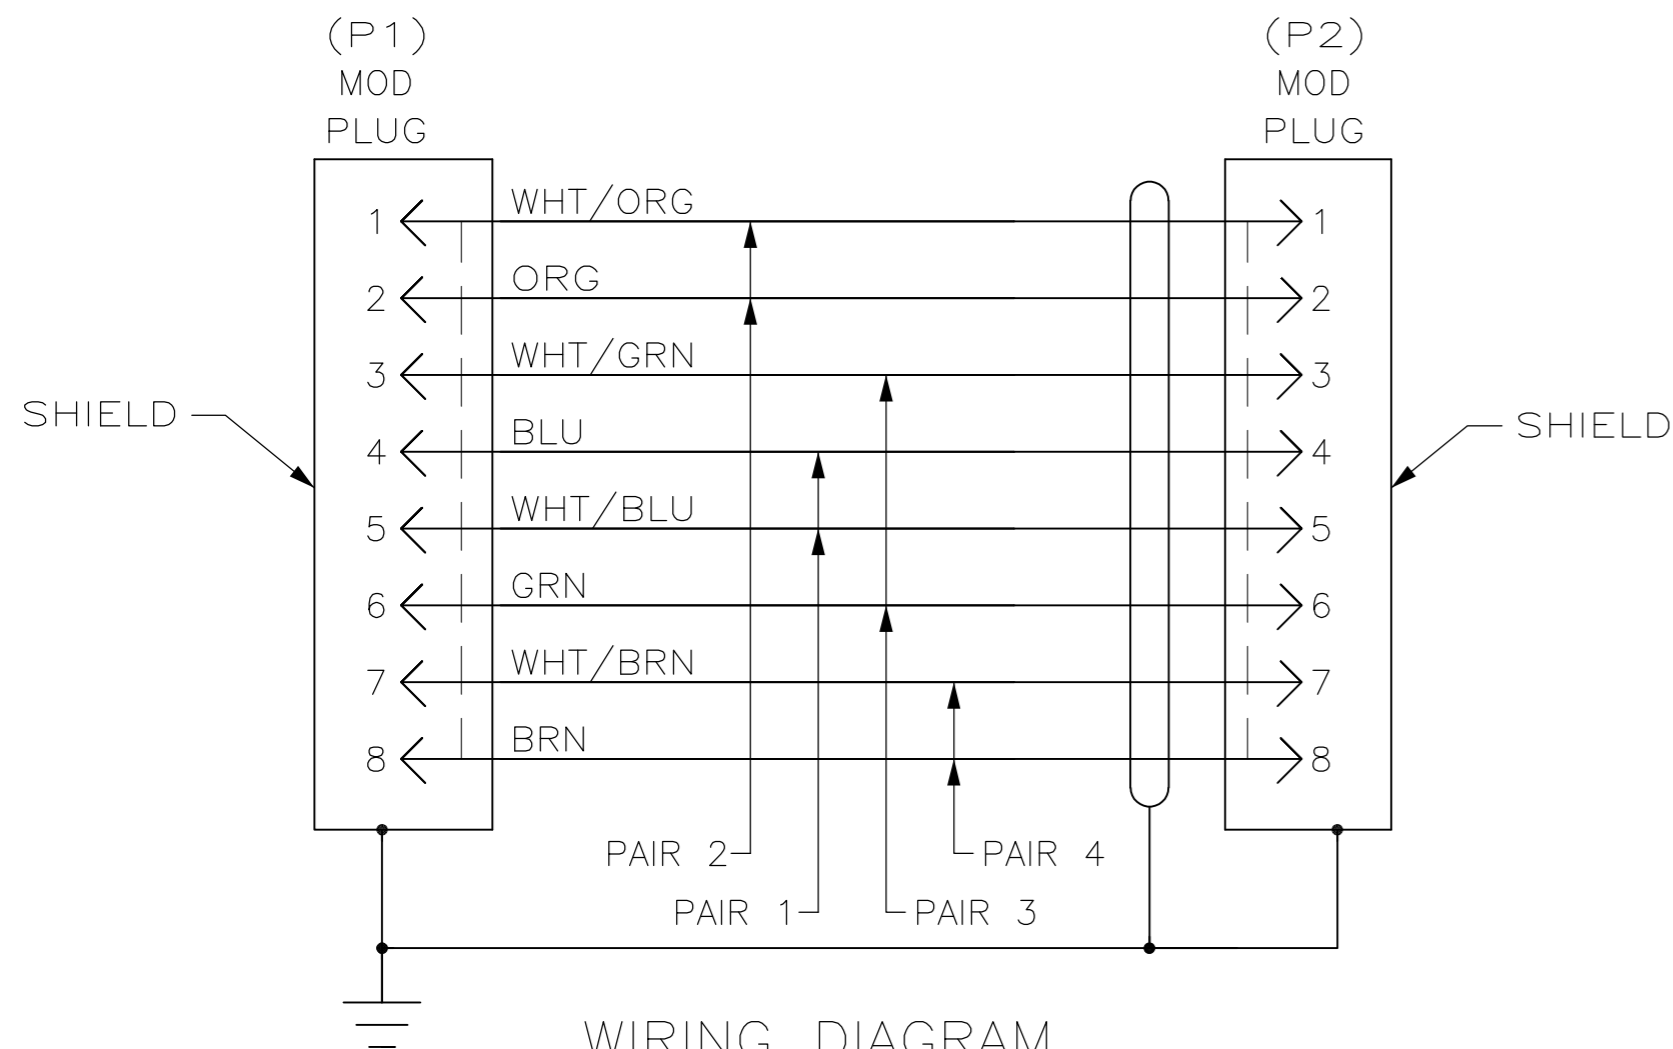 (P1)
MOD
PLUG
(P2)
MOD
PLUG
1 WHT/ORG 1
2 ORG 2
3 WHT/GRN 3
SHIELD
4 BLU 4
SHIELD
5 WHT/BLU 5
6 GRN 6
7 WHT/BRN 7
8 BRN 8
PAIR 2
PAIR 4
PAIR 1
PAIR 3
WIRING DIAGRAM